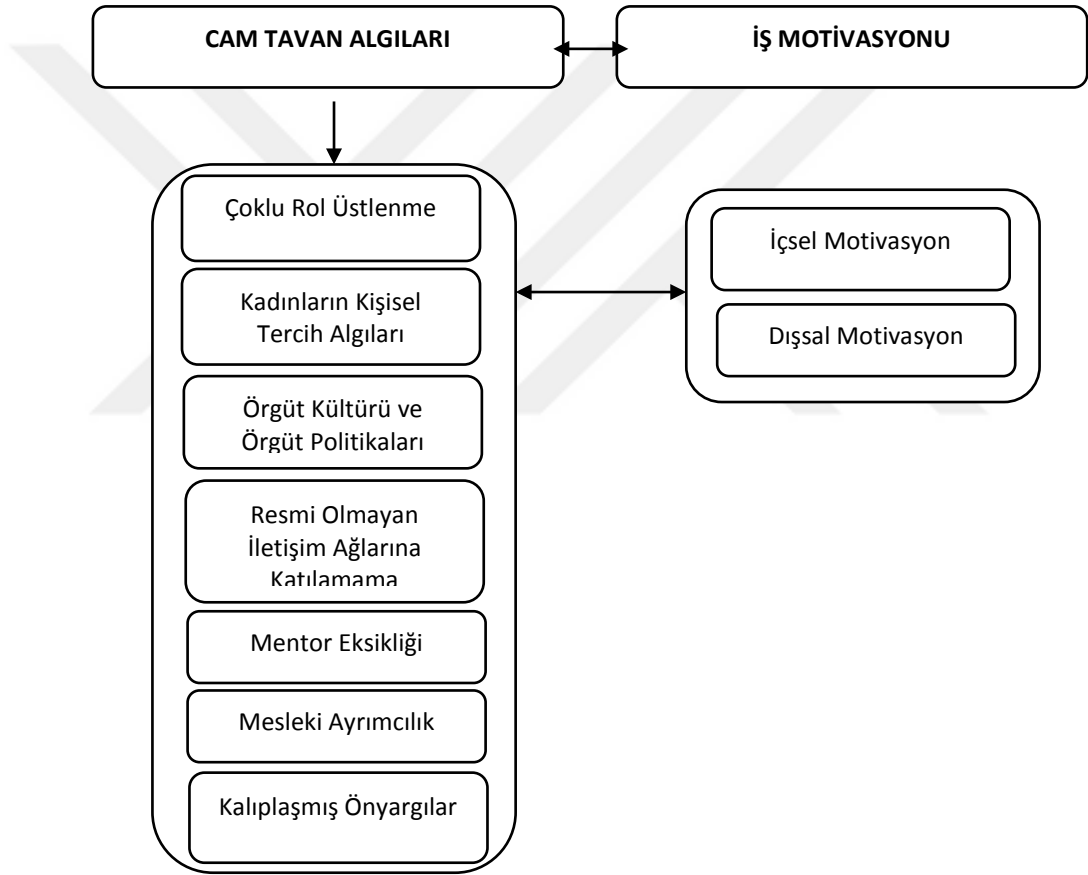 CAM TAVAN ALGILARI
İŞ MOTİVASYONU
Çoklu Rol Üstlenme
Kadınların Kişisel
Tercih Algıları
Örgüt Kültürü ve
Örgüt Politikaları
Resmi Olmayan
İletişim Ağlarına
Katılamama
Mentor Eksikliği
Mesleki Ayrımcılık
Kalıplaşmış Önyargılar
İçsel Motivasyon
Dışsal Motivasyon